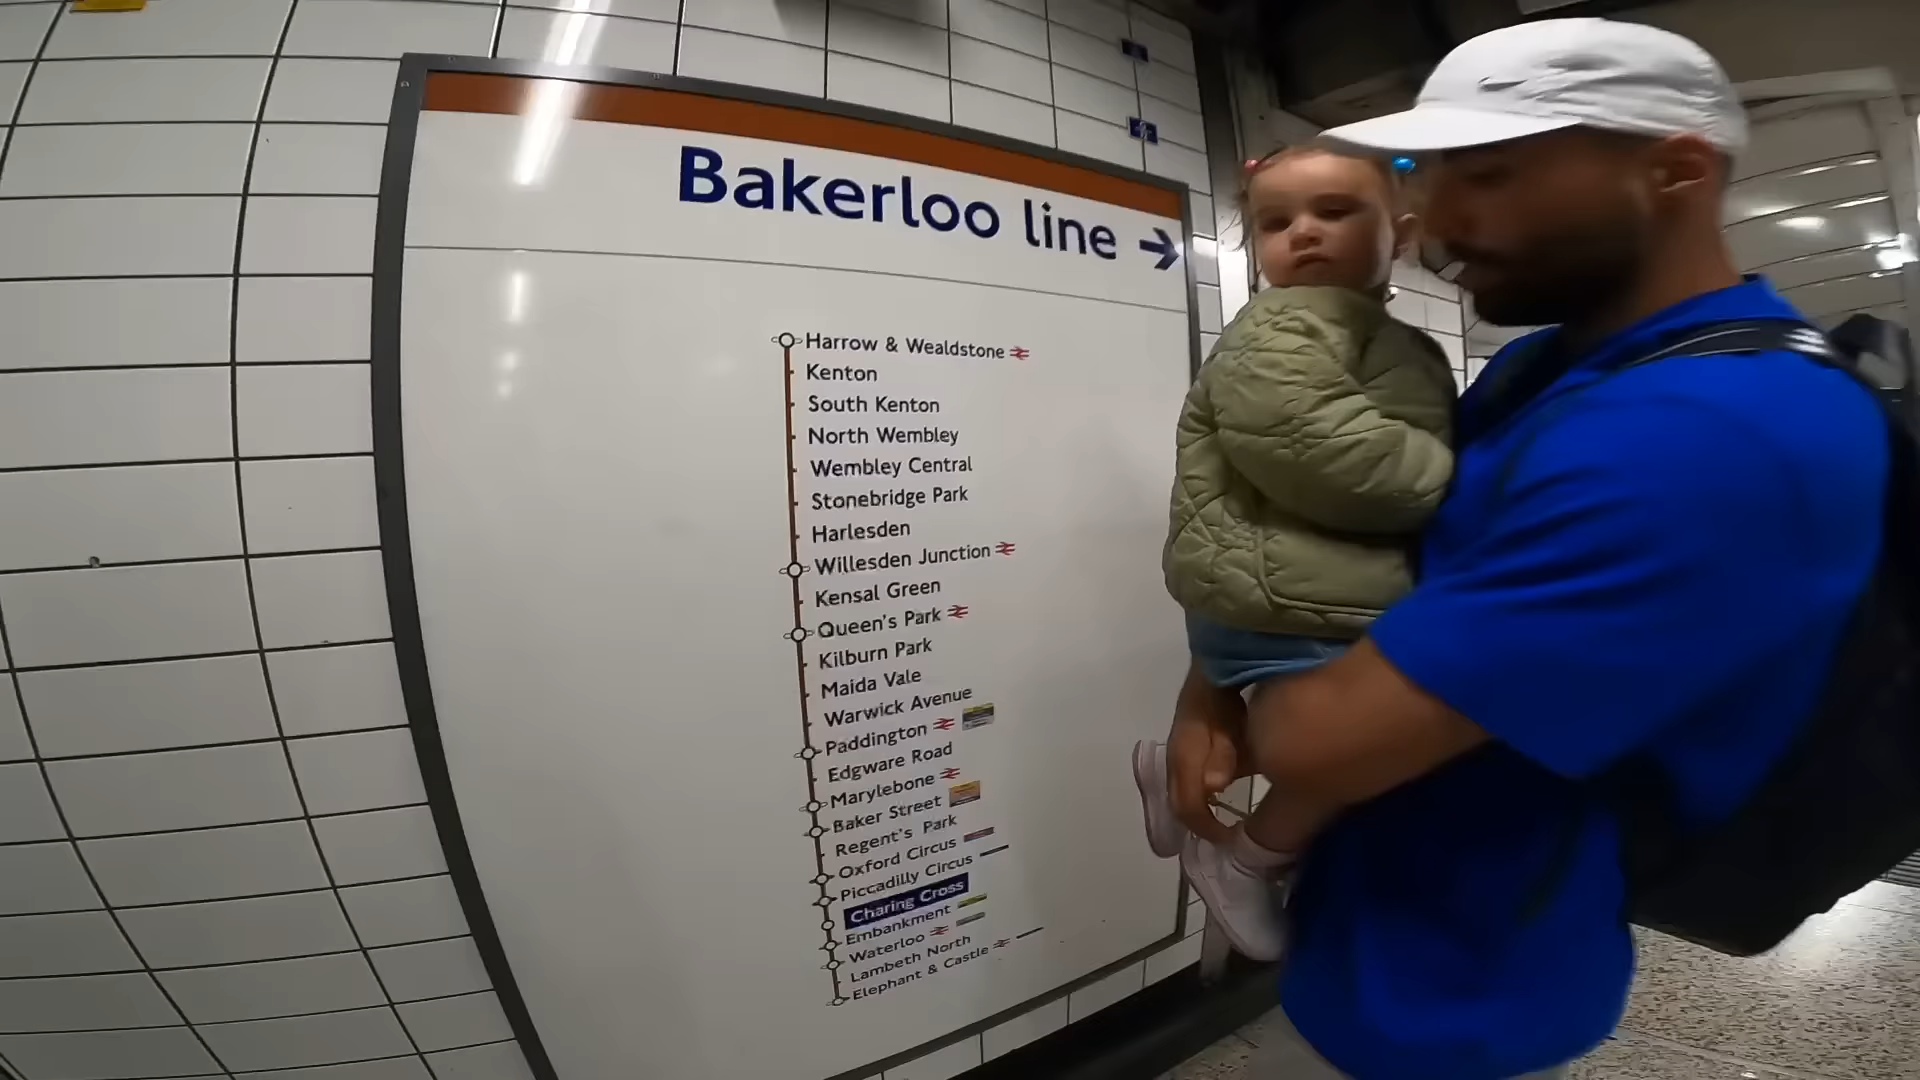 Bakerloo line →
Harrow & Wealdstone
Kenton
South Kenton
North Wembley
Wembley Central
Stonebridge Park
Harlesden
Willesden Junction
Kensal Green
Queen's Park
Kilburn Park
Maida Vale
Warwick Avenue
Paddington
Edgware Road
Marylebone
Baker Street
Regent's Park
Oxford Circus
Piccadilly Circus
Charing Cross
Embankment
Waterloo
Lambeth North
Elephant & Castle